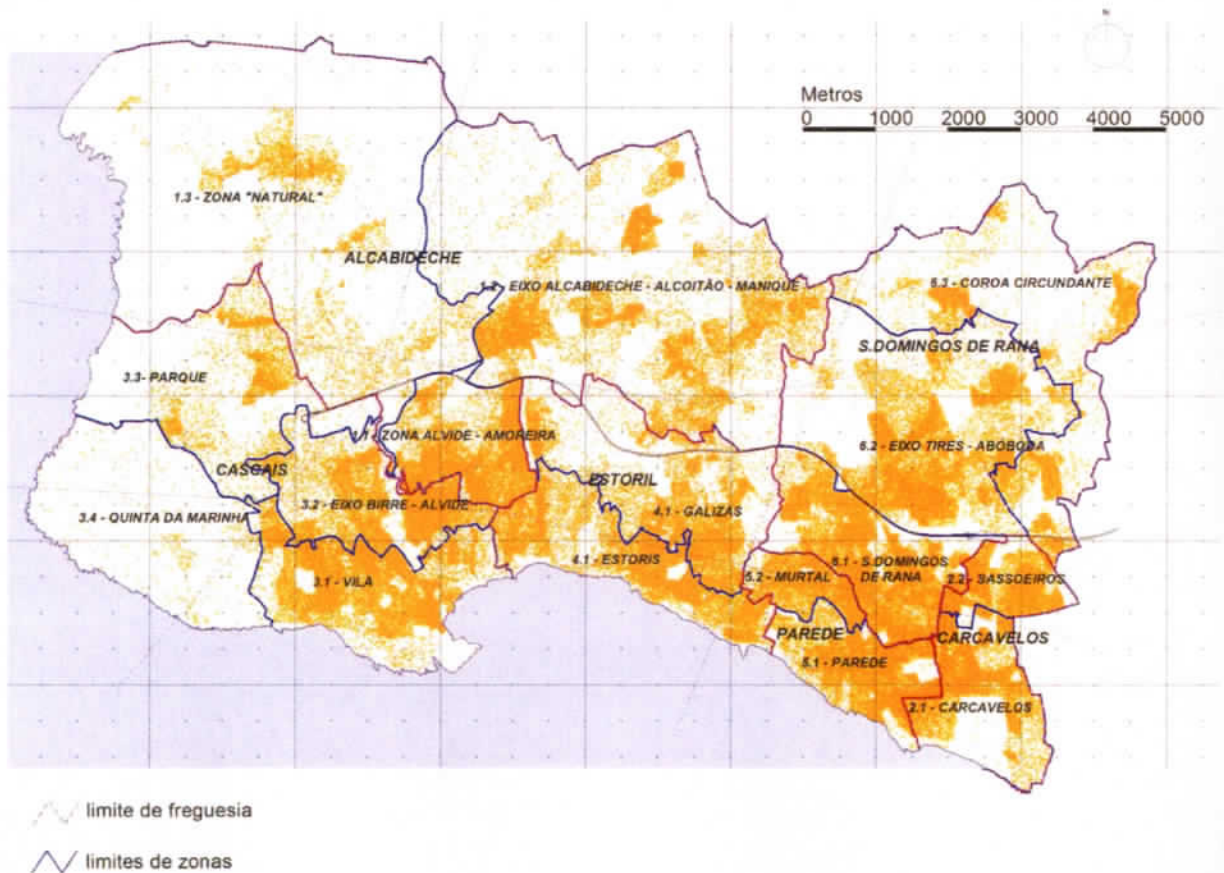 N
Metros
0 1000 2000 3000 4000 5000
1.3 - ZONA "NATURAL"
ALCABIDECHE
1.2 - EIXO ALCABIDECHE - ALCOITÃO - MANIQUE
6.3 - COROA CIRCUNDANTE
S.DOMINGOS DE RANA
3.3- PARQUE
1.1 - ZONA ALVIDE - AMOREIRA
6.2 - EIXO TIRES - ABOBODA
CASCAIS
ESTORIL
3.2 - EIXO BIRRE - ALVIDE
3.4 - QUINTA DA MARINHA
4.1 - GALIZAS
4.1 - ESTORIS
6.1 - S.DOMINGOS
DE RANA
5.2 - MURTAL
2.2 - SASSOEIROS
3.1 - VILA
PAREDE
CARCAVELOS
5.1 - PAREDE
2.1 - CARCAVELOS
limite de freguesia
limites de zonas